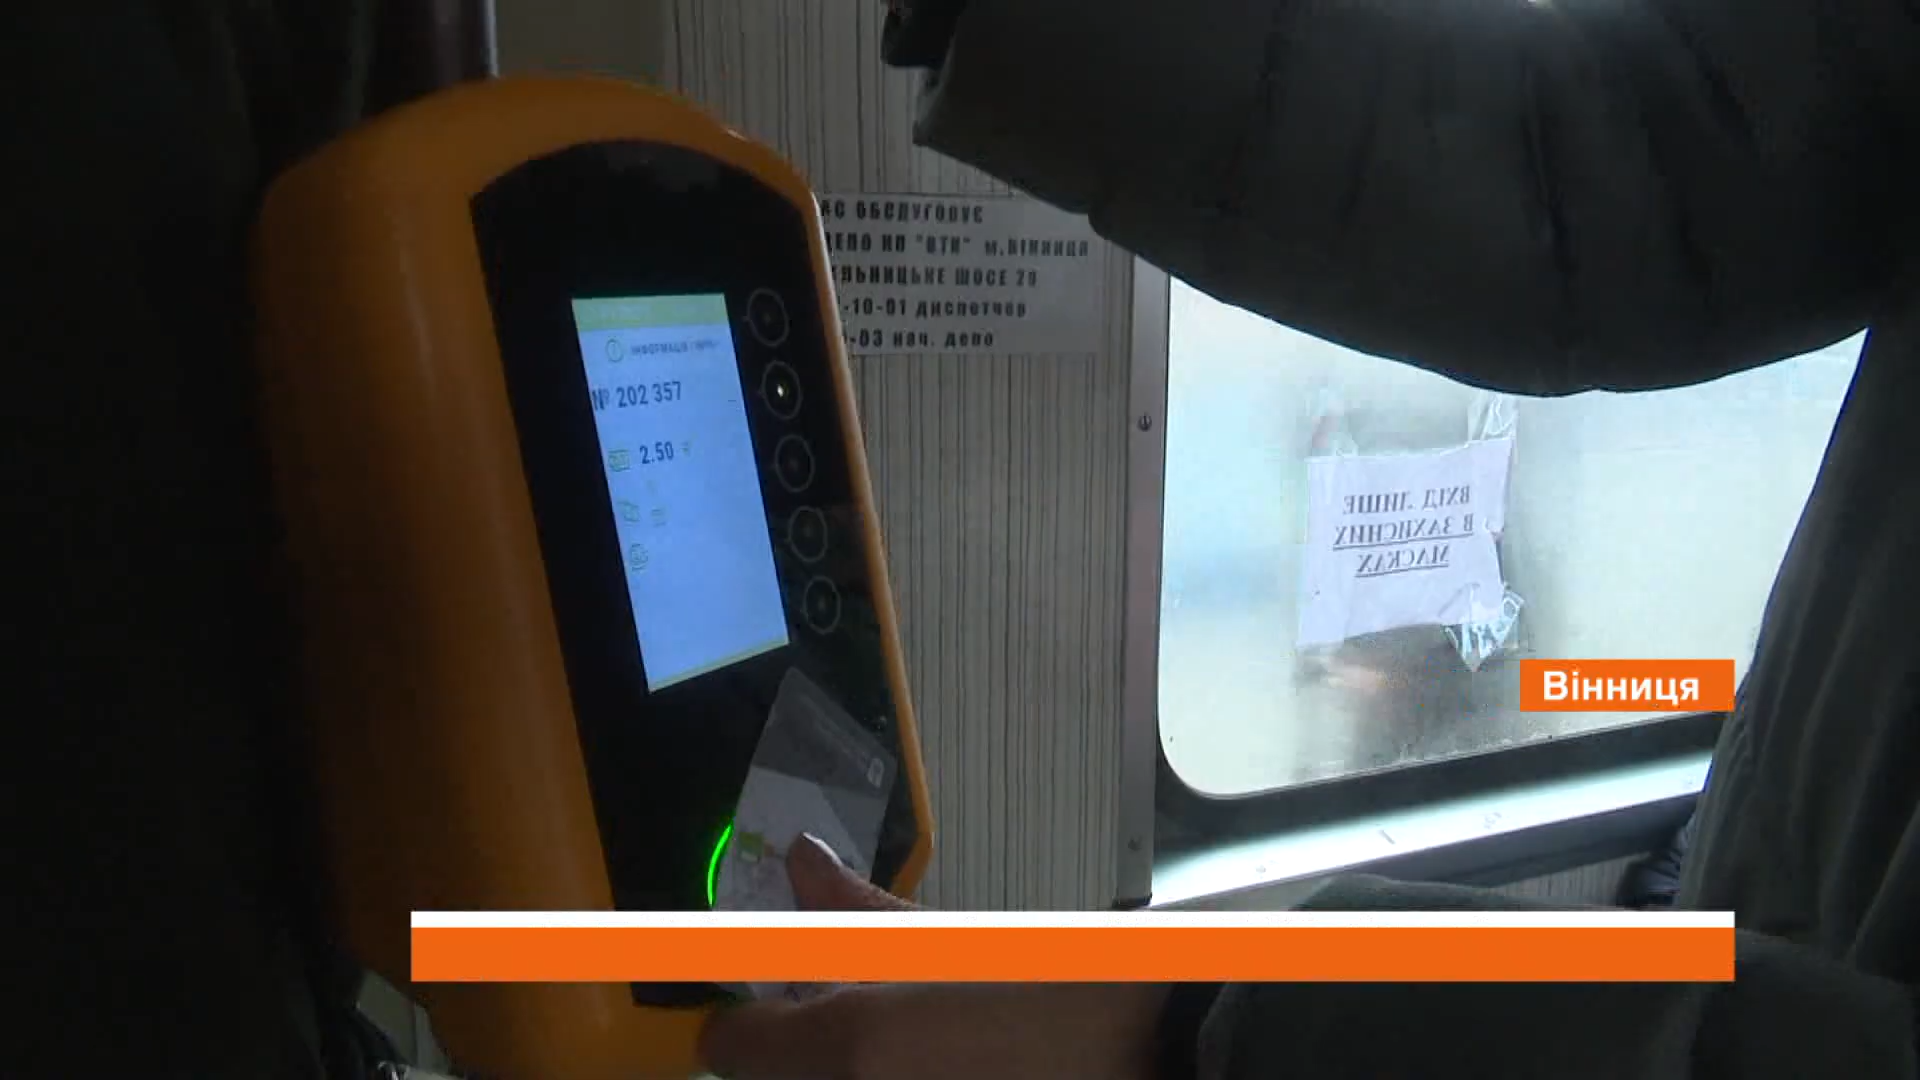 ІНФОРМАЦІЯ
№ 202 357
2.50 ₴
ОБСЛУГОВУЄ
ДЕПО КП "ВТК" м.ВІННИЦЯ
ШОСЕ 29
-10-01 диспетчер
-03 нач. депо
ВХІД ЛИШЕ
В ЗАХИСНИХ
МАСКАХ
Вінниця